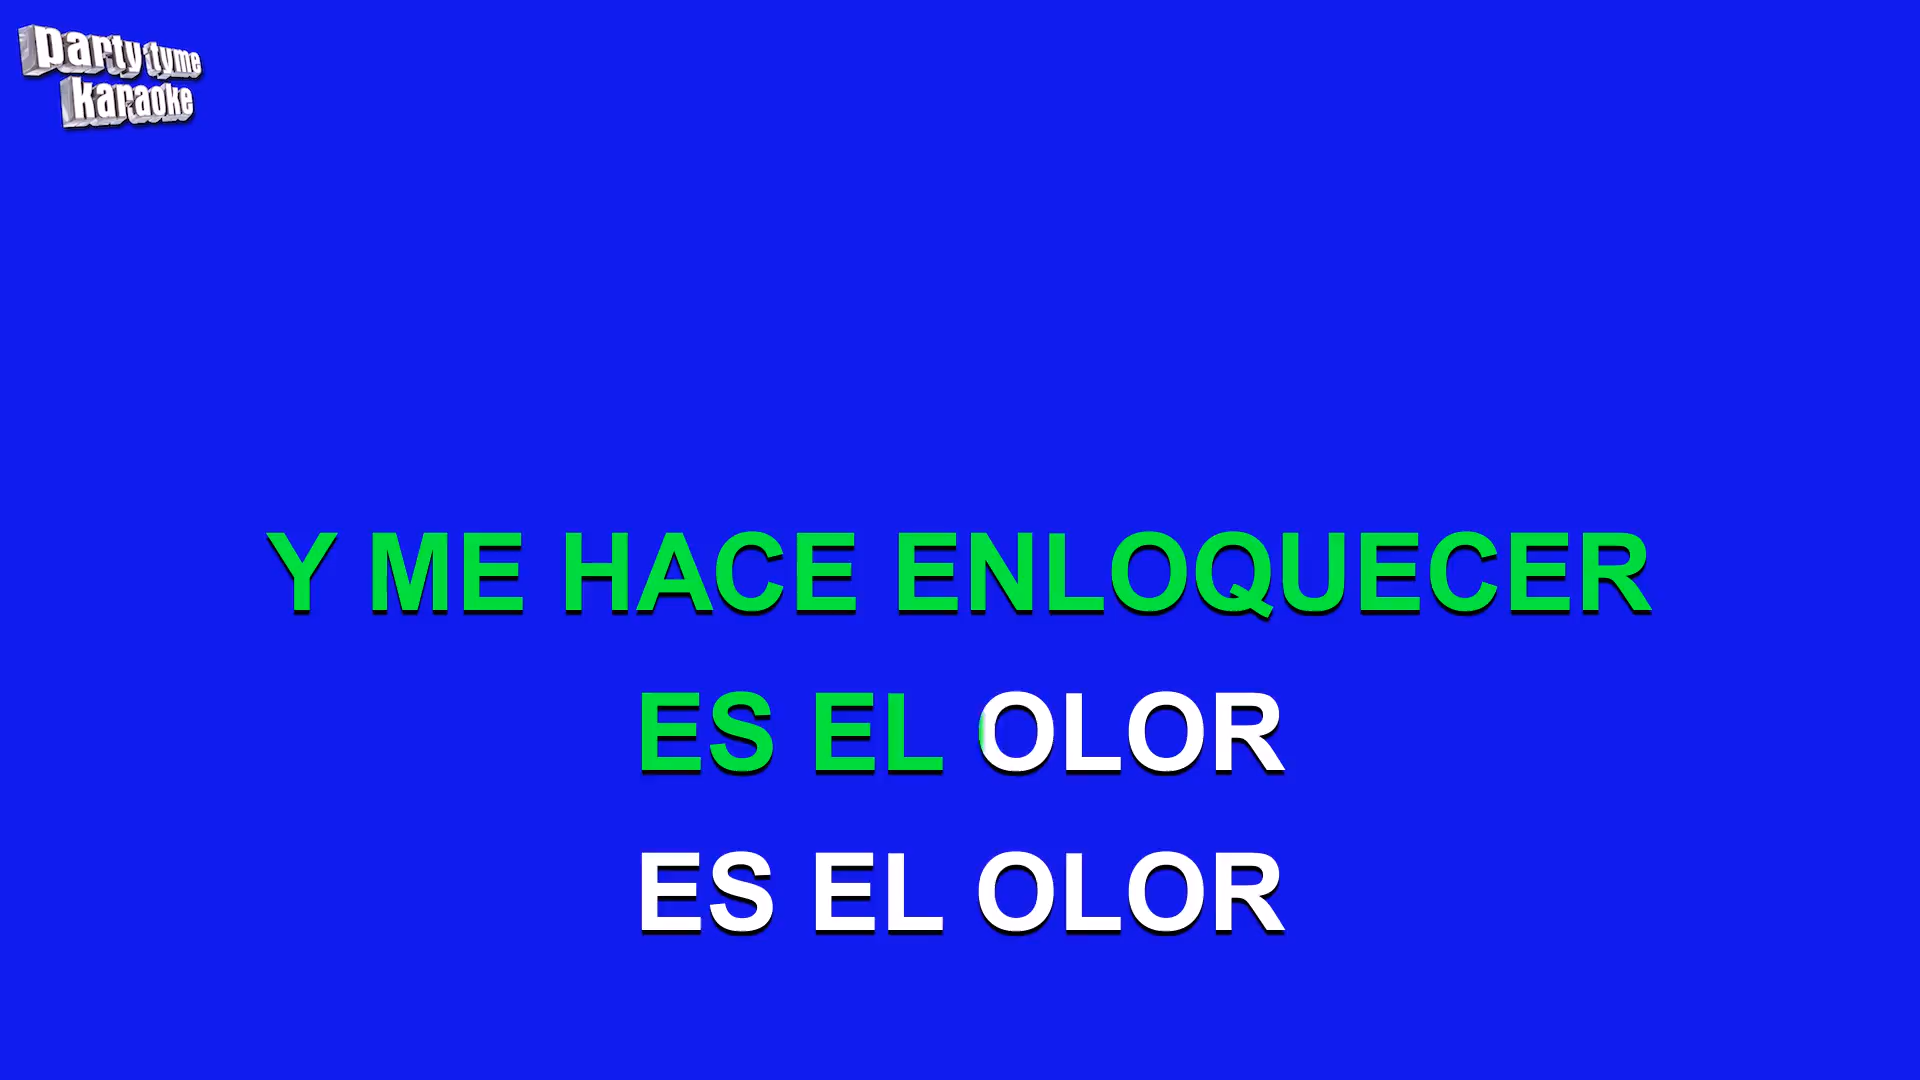 party tyme
karaoke
Y ME HACE ENLOQUECER
ES EL OLOR
ES EL OLOR